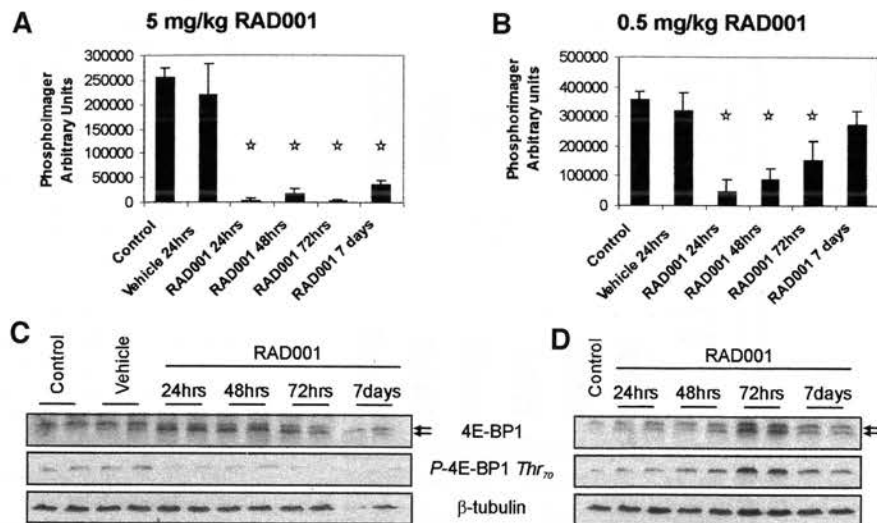 A
5 mg/kg RAD001
Phosphoimager
Arbitrary Units
300000
250000
200000
150000
100000
50000
0
Control
Vehicle 24hrs
RAD001 24hrs
RAD001 48hrs
RAD001 72hrs
RAD001 7 days
B
0.5 mg/kg RAD001
Phosphorimager
Arbitrary units
500000
400000
300000
200000
100000
0
Control
Vehicle 24hrs
RAD001 24hrs
RAD001 48hrs
RAD001 72hrs
RAD001 7 days
C
Control
Vehicle
RAD001
24hrs 48hrs 72hrs 7days
4E-BP1
P-4E-BP1 Thr70
β-tubulin
D
Control
RAD001
24hrs 48hrs 72hrs 7days